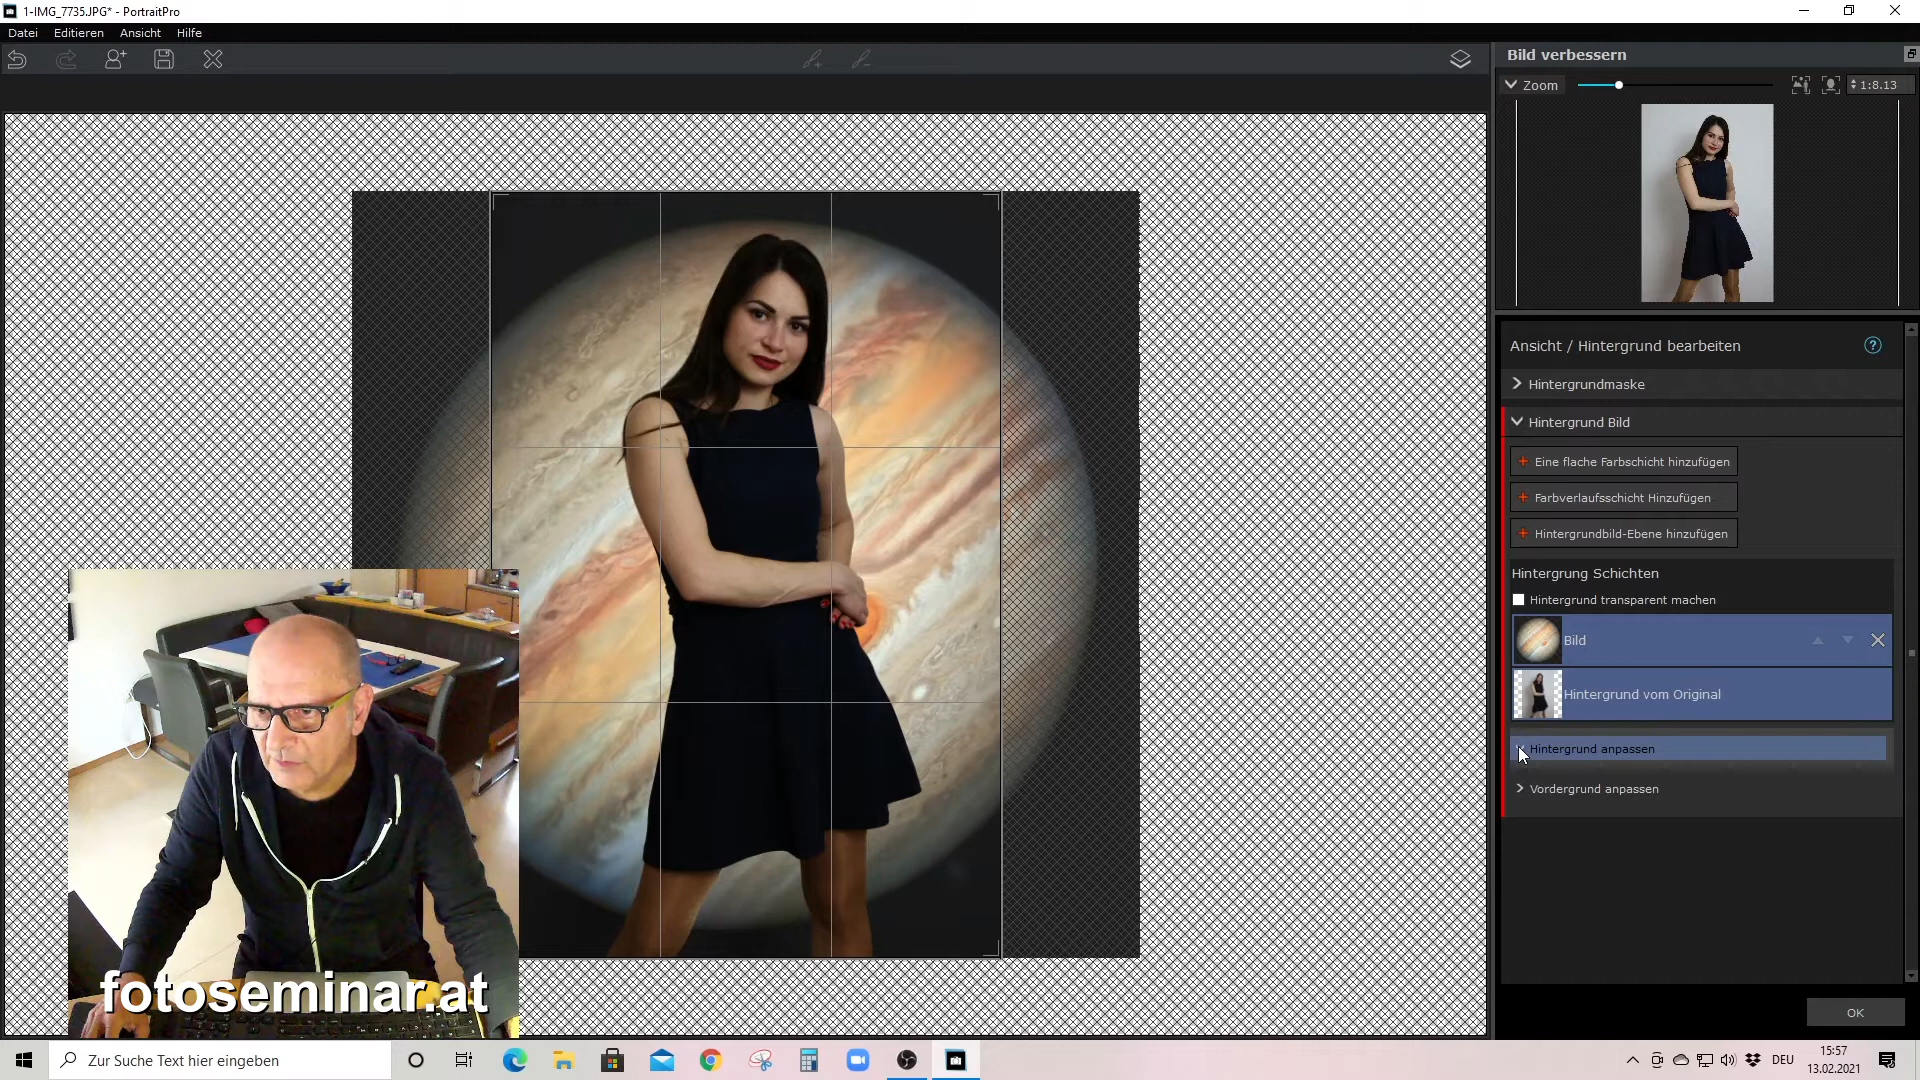 1-IMG_7735.JPG* - PortraitPro
Datei Editieren Ansicht Hilfe
Bild verbessern
Zoom
1:8.13
Ansicht / Hintergrund bearbeiten
?
Hintergrundmaske
Hintergrund Bild
+ Eine flache Farbschicht hinzufügen
+ Farbverlaufsschicht Hinzufügen
+ Hintergrundbild-Ebene hinzufügen
Hintergrung Schichten
Hintergrund transparent machen
Bild
Hintergrund vom Original
Hintergrund anpassen
Vordergrund anpassen
fotoseminar.at
OK
Zur Suche Text hier eingeben
DEU
15:57
13.02.2021